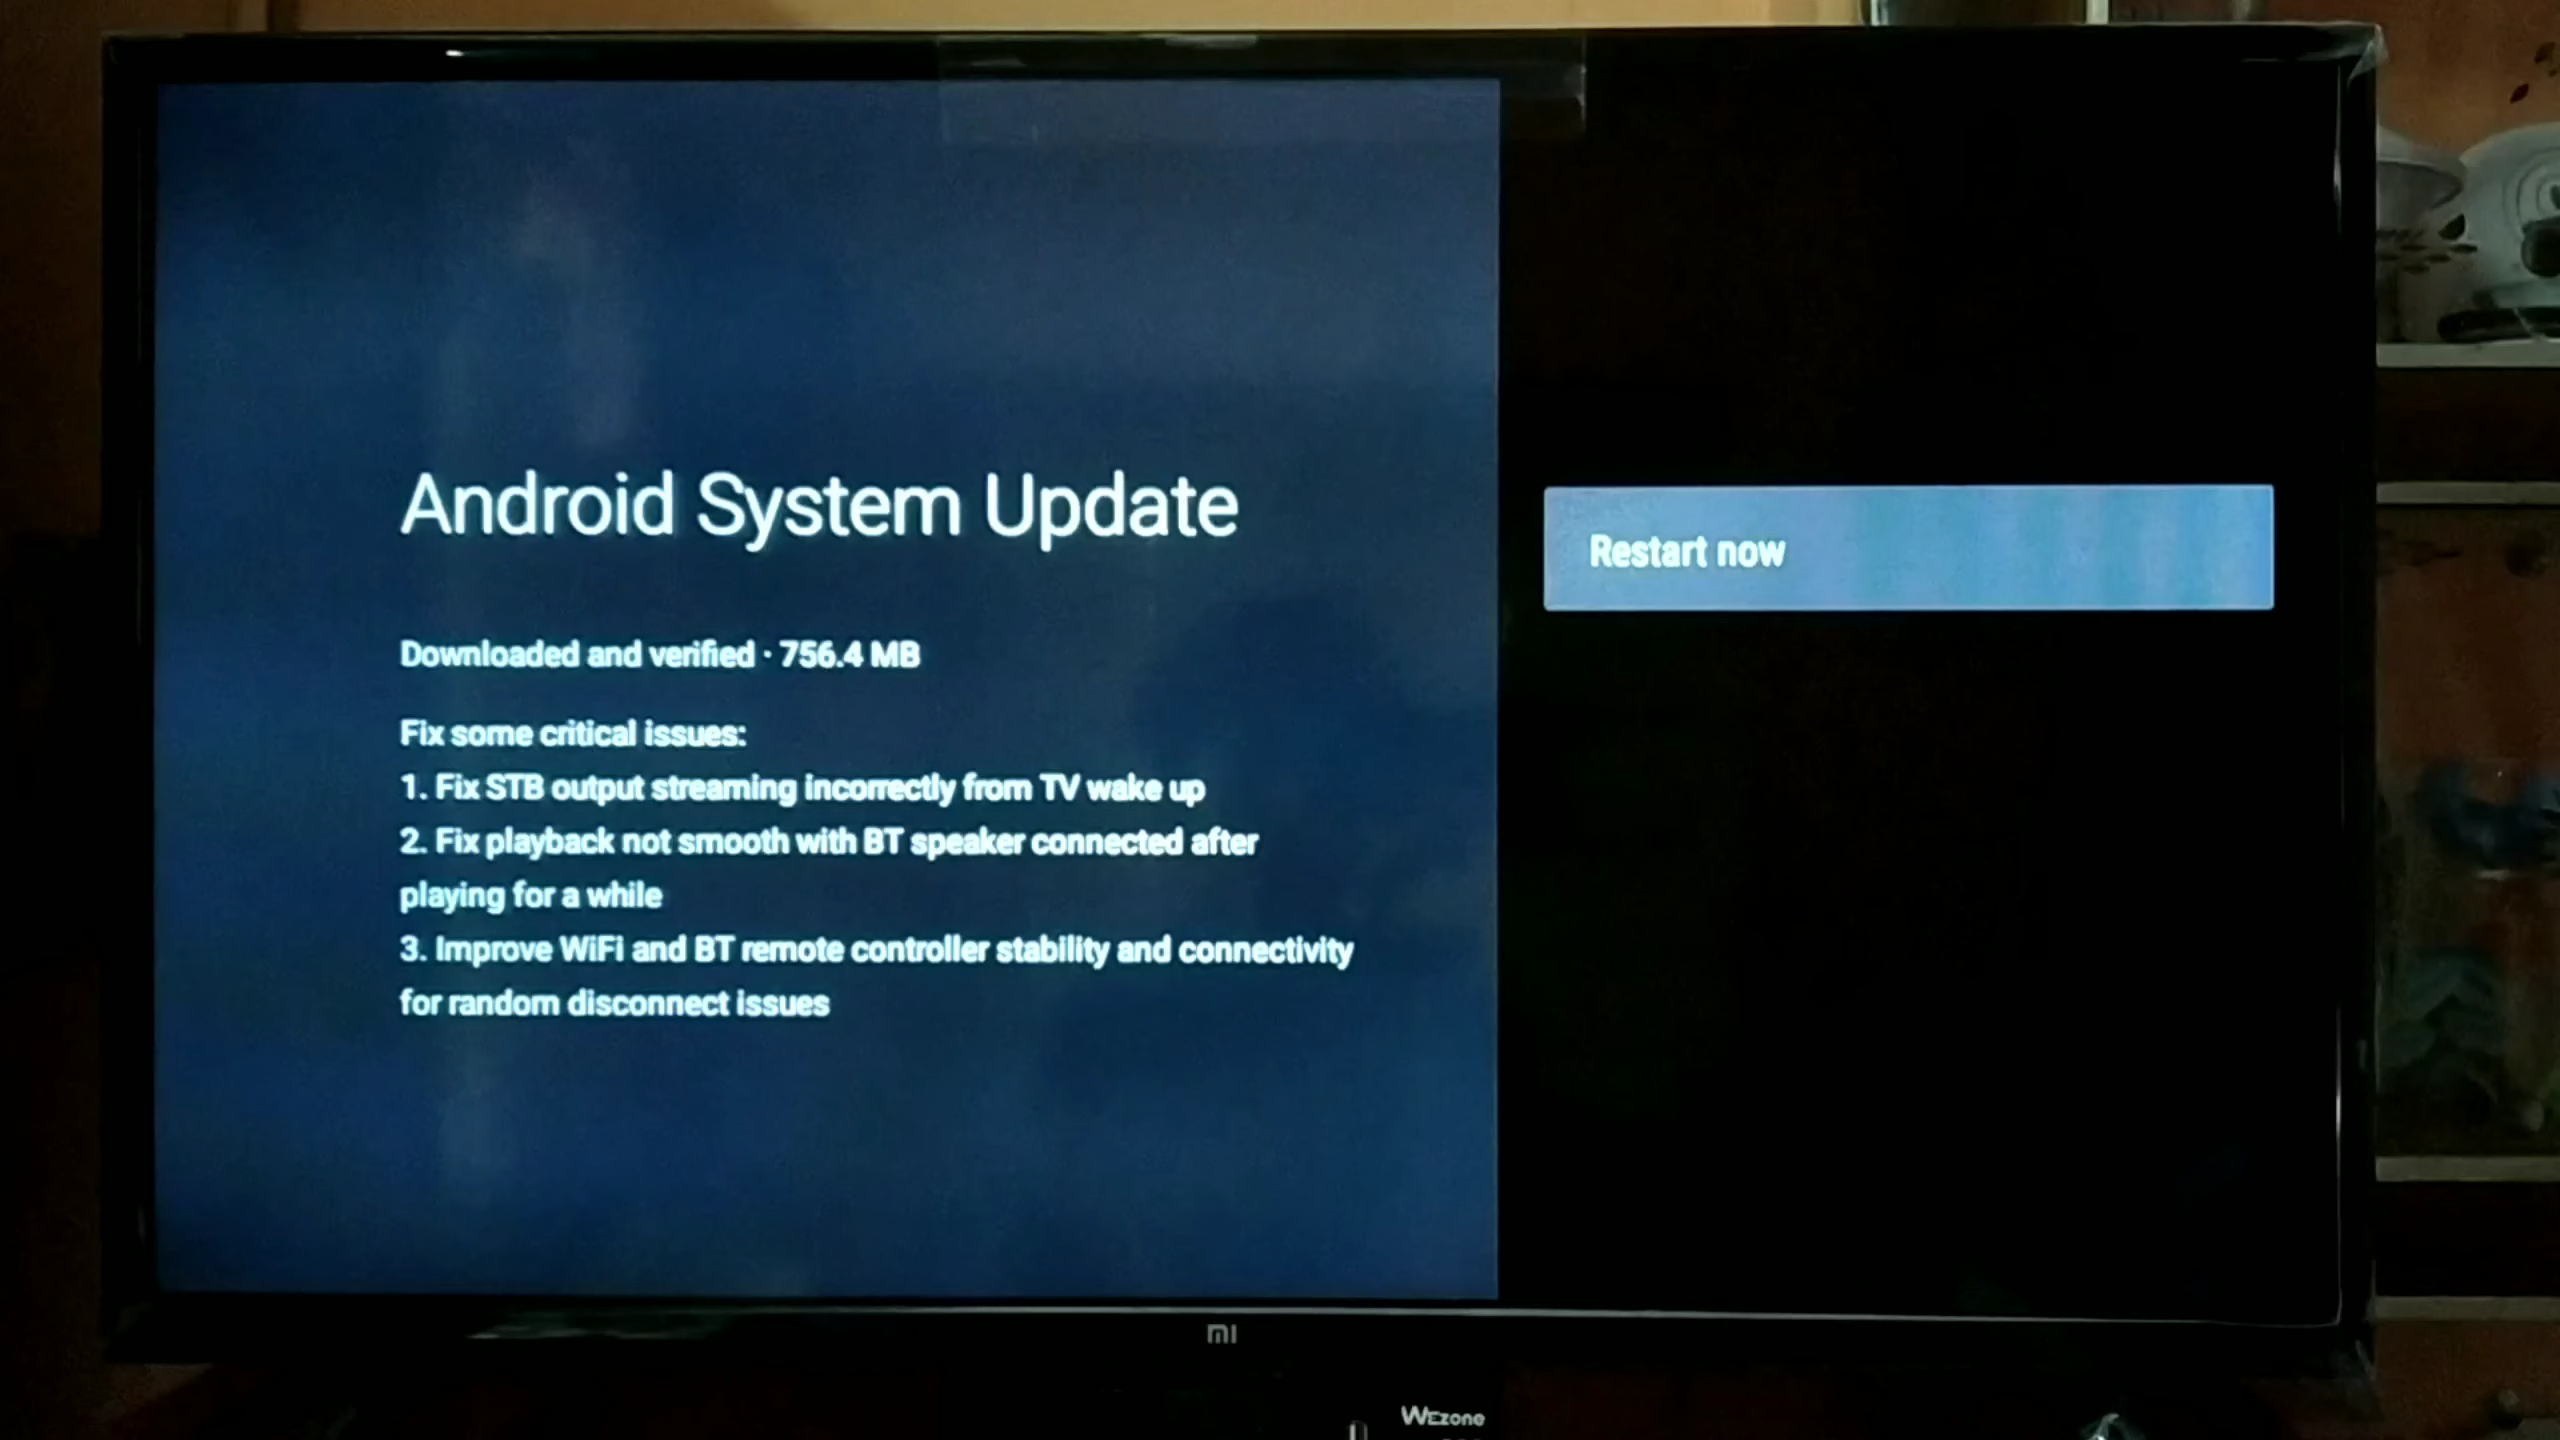 Android System Update
Downloaded and verified · 756.4 MB
Fix some critical issues:
1. Fix STB output streaming incorrectly from TV wake up
2. Fix playback not smooth with BT speaker connected after
playing for a while
3. Improve WiFi and BT remote controller stability and connectivity
for random disconnect issues
Restart now
mi
WEzone